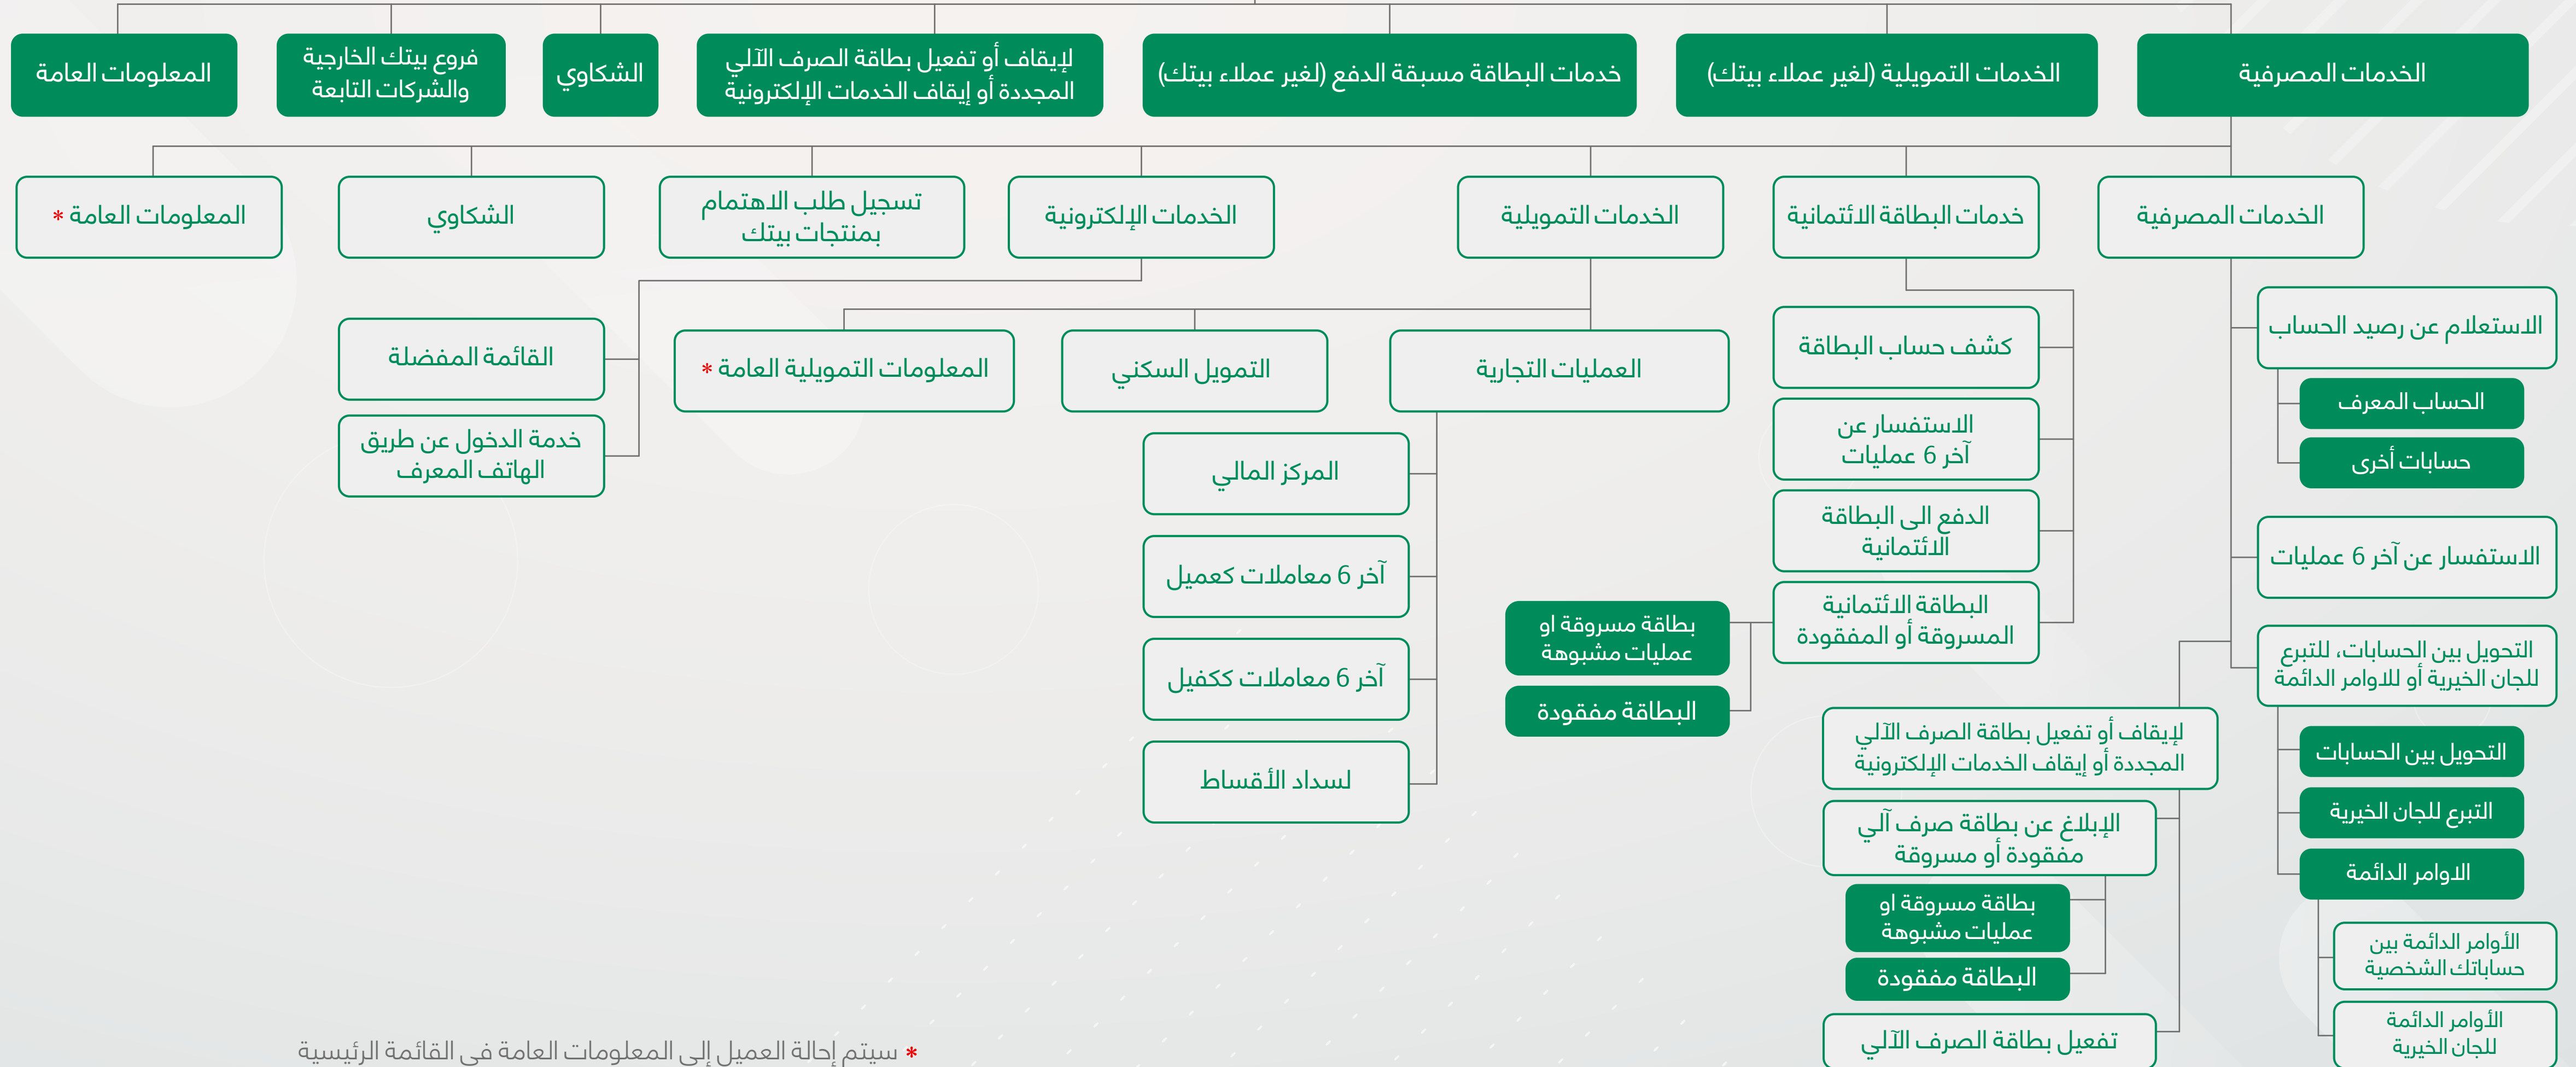 الخدمات المصرفية
الخدمات التمويلية (لغير عملاء بيتك)
خدمات البطاقة مسبقة الدفع (لغير عملاء بيتك)
لإيقاف أو تفعيل بطاقة الصرف الآلي
المجددة أو إيقاف الخدمات الإلكترونية
الشكاوي
فروع بيتك الخارجية
والشركات التابعة
المعلومات العامة
الخدمات المصرفية
خدمات البطاقة الائتمانية
الخدمات التمويلية
الخدمات الإلكترونية
تسجيل طلب الاهتمام
بمنتجات بيتك
الشكاوي
المعلومات العامة *
الاستعلام عن رصيد الحساب
الحساب المعرف
حسابات أخرى
الاستفسار عن آخر 6 عمليات
التحويل بين الحسابات، للتبرع
للجان الخيرية أو للاوامر الدائمة
التحويل بين الحسابات
التبرع للجان الخيرية
الاوامر الدائمة
الأوامر الدائمة بين
حساباتك الشخصية
الأوامر الدائمة
للجان الخيرية
لإيقاف أو تفعيل بطاقة الصرف الآلي
المجددة أو إيقاف الخدمات الإلكترونية
الإبلاغ عن بطاقة صرف آلي
مفقودة أو مسروقة
بطاقة مسروقة او
عمليات مشبوهة
البطاقة مفقودة
تفعيل بطاقة الصرف الآلي
كشف حساب البطاقة
الاستفسار عن
آخر 6 عمليات
الدفع الى البطاقة
الائتمانية
البطاقة الائتمانية
المسروقة أو المفقودة
بطاقة مسروقة او
عمليات مشبوهة
البطاقة مفقودة
العمليات التجارية
التمويل السكني
المعلومات التمويلية العامة *
المركز المالي
آخر 6 معاملات كعميل
آخر 6 معاملات ككفيل
لسداد الأقساط
القائمة المفضلة
خدمة الدخول عن طريق
الهاتف المعرف
* سيتم إحالة العميل إلى المعلومات العامة في القائمة الرئيسية